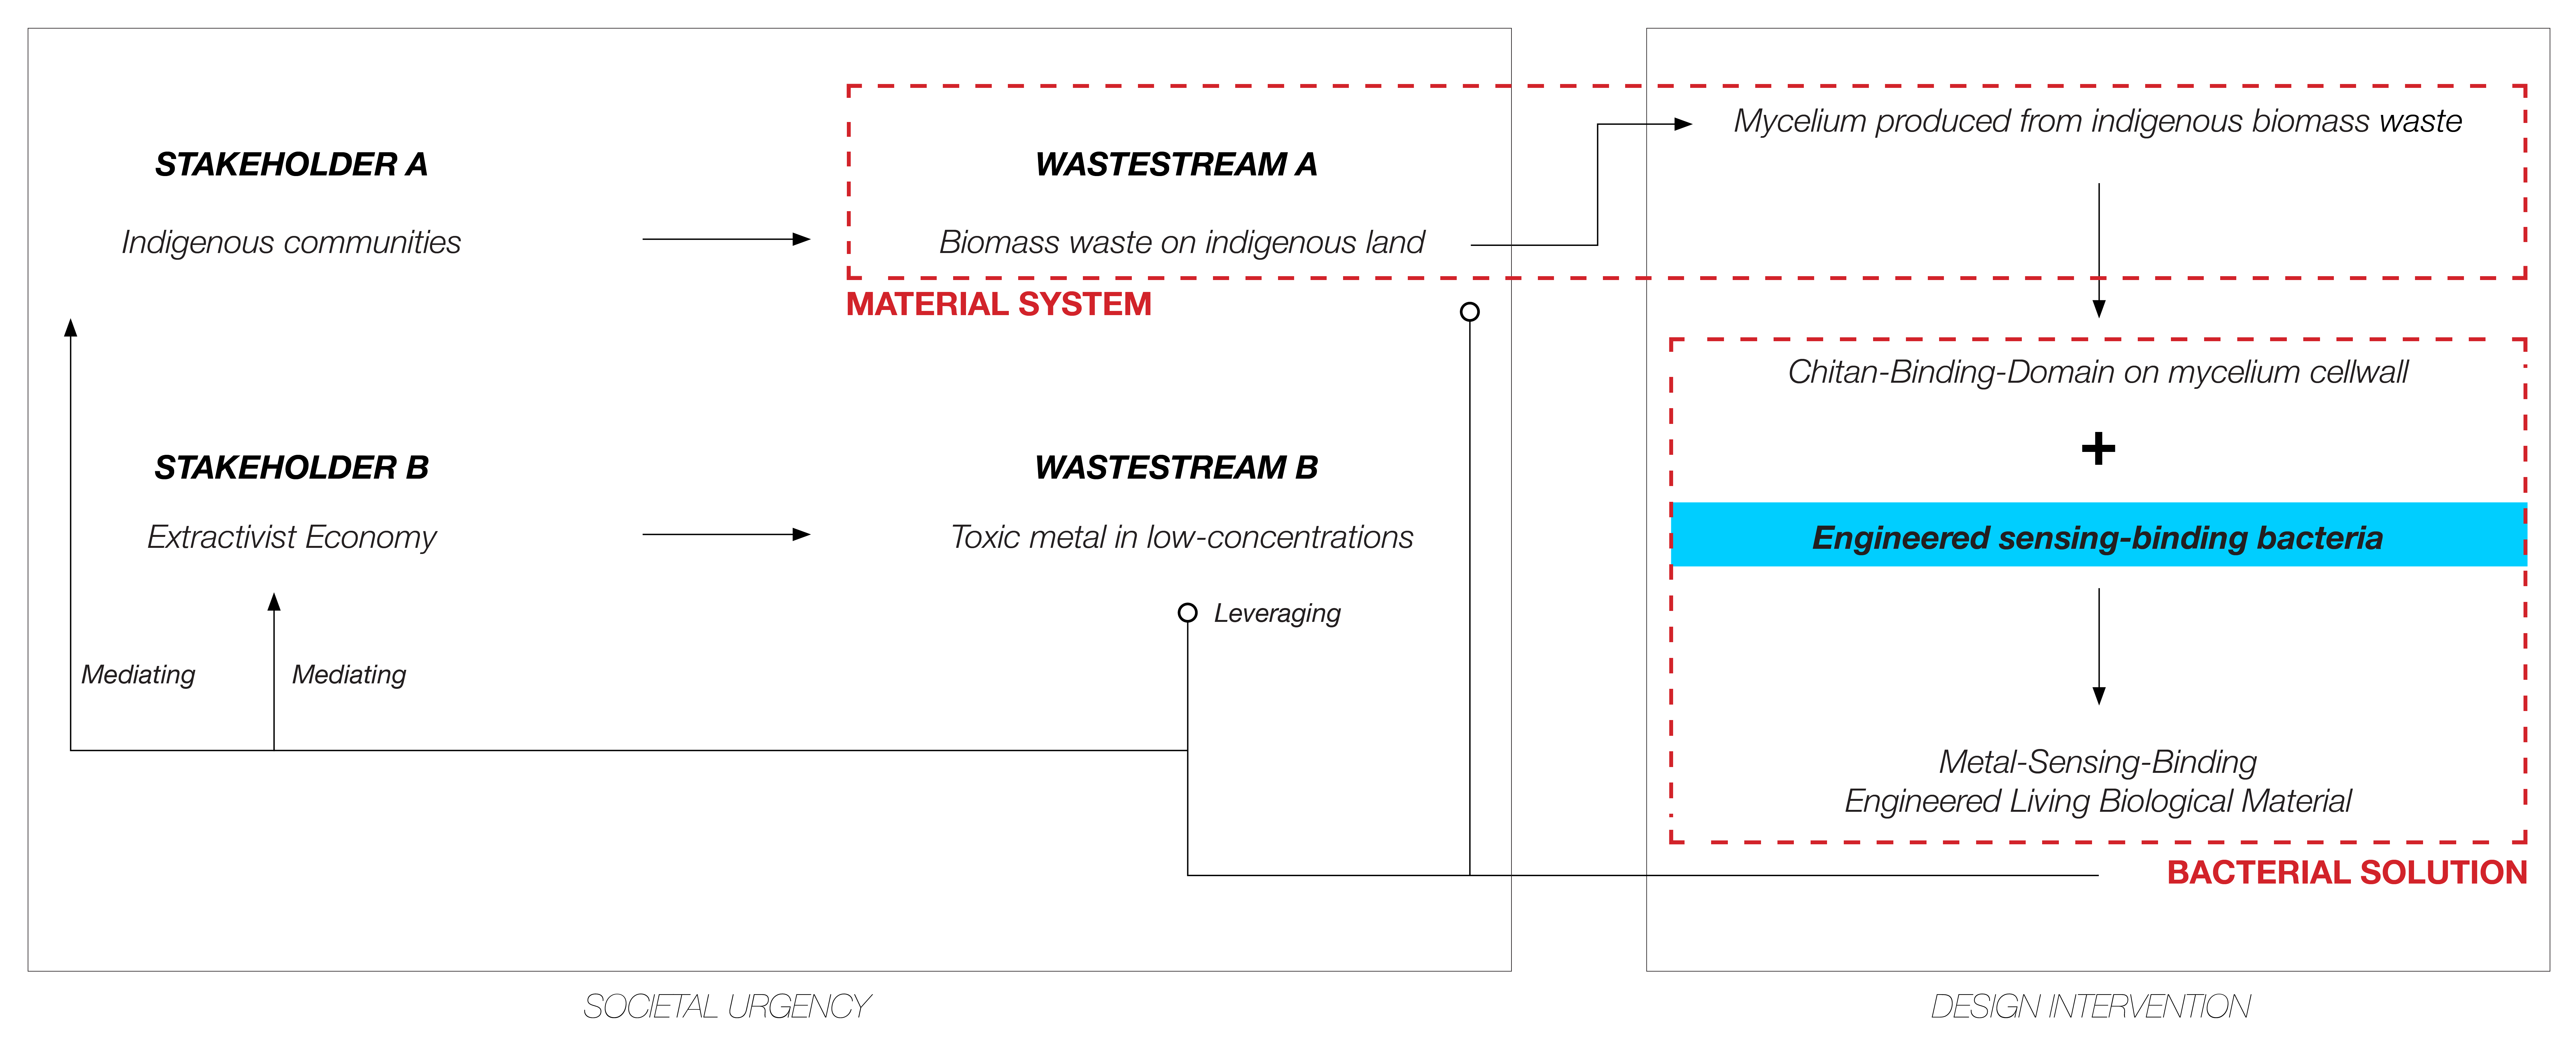 STAKEHOLDER A
Indigenous communities
WASTESTREAM A
Biomass waste on indigenous land
MATERIAL SYSTEM
STAKEHOLDER B
Extractivist Economy
WASTESTREAM B
Toxic metal in low-concentrations
Leveraging
Mediating
Mediating
SOCIETAL URGENCY
Mycelium produced from indigenous biomass waste
Chitan-Binding-Domain on mycelium cellwall
+
Engineered sensing-binding bacteria
Metal-Sensing-Binding
Engineered Living Biological Material
BACTERIAL SOLUTION
DESIGN INTERVENTION